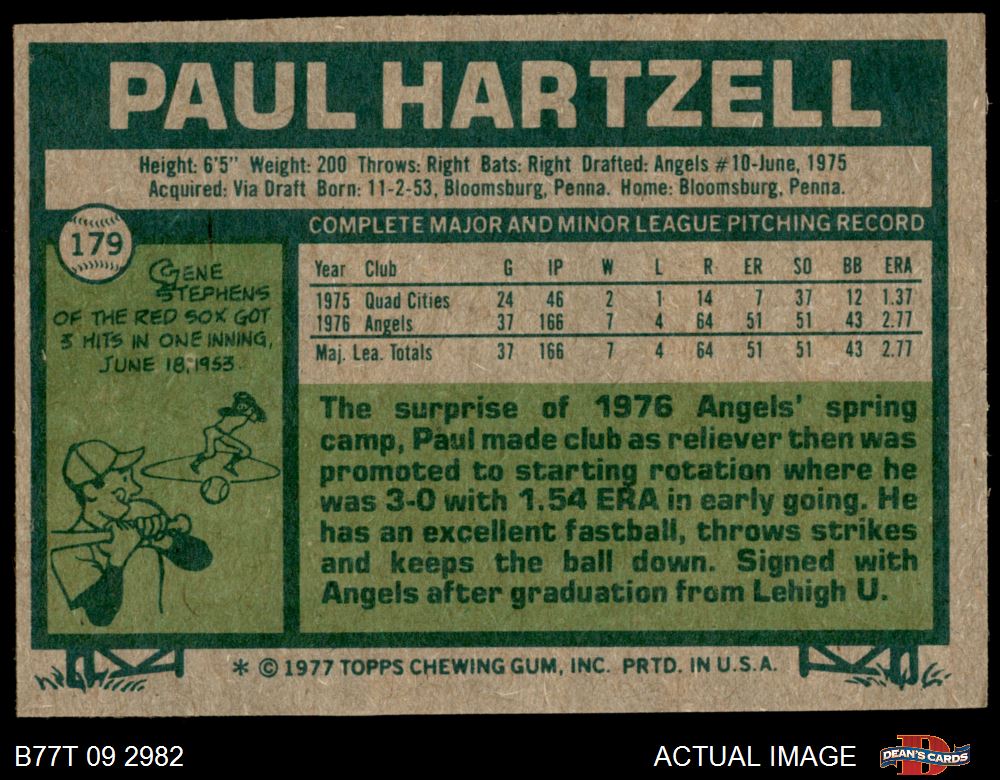 PAUL HARTZELL
Height: 6'5" Weight: 200 Throws: Right Bats: Right Drafted: Angels #10-June, 1975
Acquired: Via Draft Born: 11-2-53, Bloomsburg, Penna. Home: Bloomsburg, Penna.
179
GENE
STEPHENS
OF THE RED SOX GOT
3 HITS IN ONE INNING,
JUNE 18, 1953.
COMPLETE MAJOR AND MINOR LEAGUE PITCHING RECORD
Year Club G IP W L R ER SO BB ERA
1975 Quad Cities 24 46 2 1 14 7 37 12 1.37
1976 Angels 37 166 7 4 64 51 51 43 2.77
Maj. Lea. Totals 37 166 7 4 64 51 51 43 2.77
The surprise of 1976 Angels' spring
camp, Paul made club as reliever then was
promoted to starting rotation where he
was 3-0 with 1.54 ERA in early going. He
has an excellent fastball, throws strikes
and keeps the ball down. Signed with
Angels after graduation from Lehigh U.
* © 1977 TOPPS CHEWING GUM, INC. PRTD. IN U.S.A.
B77T 09 2982
ACTUAL IMAGE
D
DEAN'S CARDS